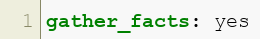 1 gather_facts: yes